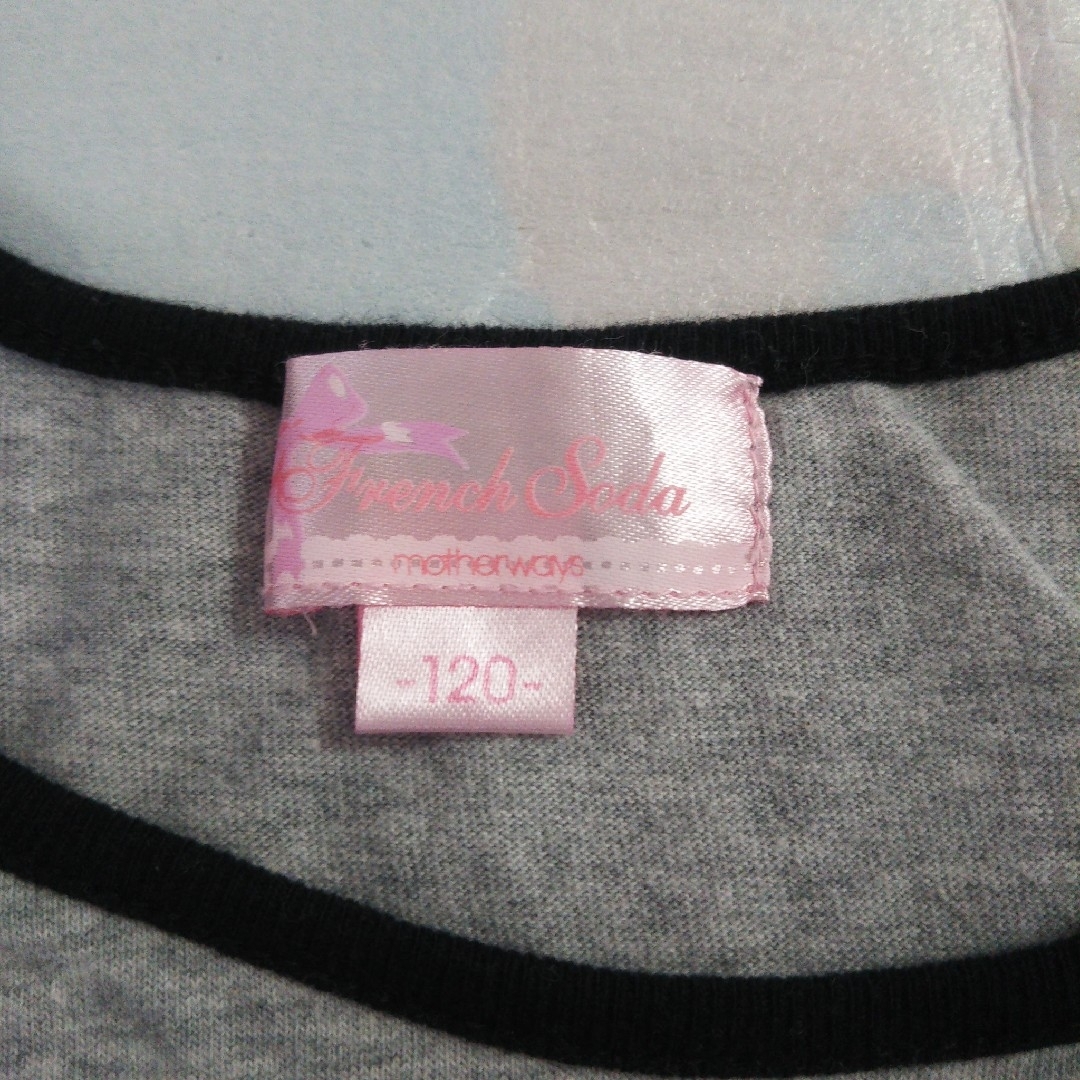 French Soda
motherways
-120-